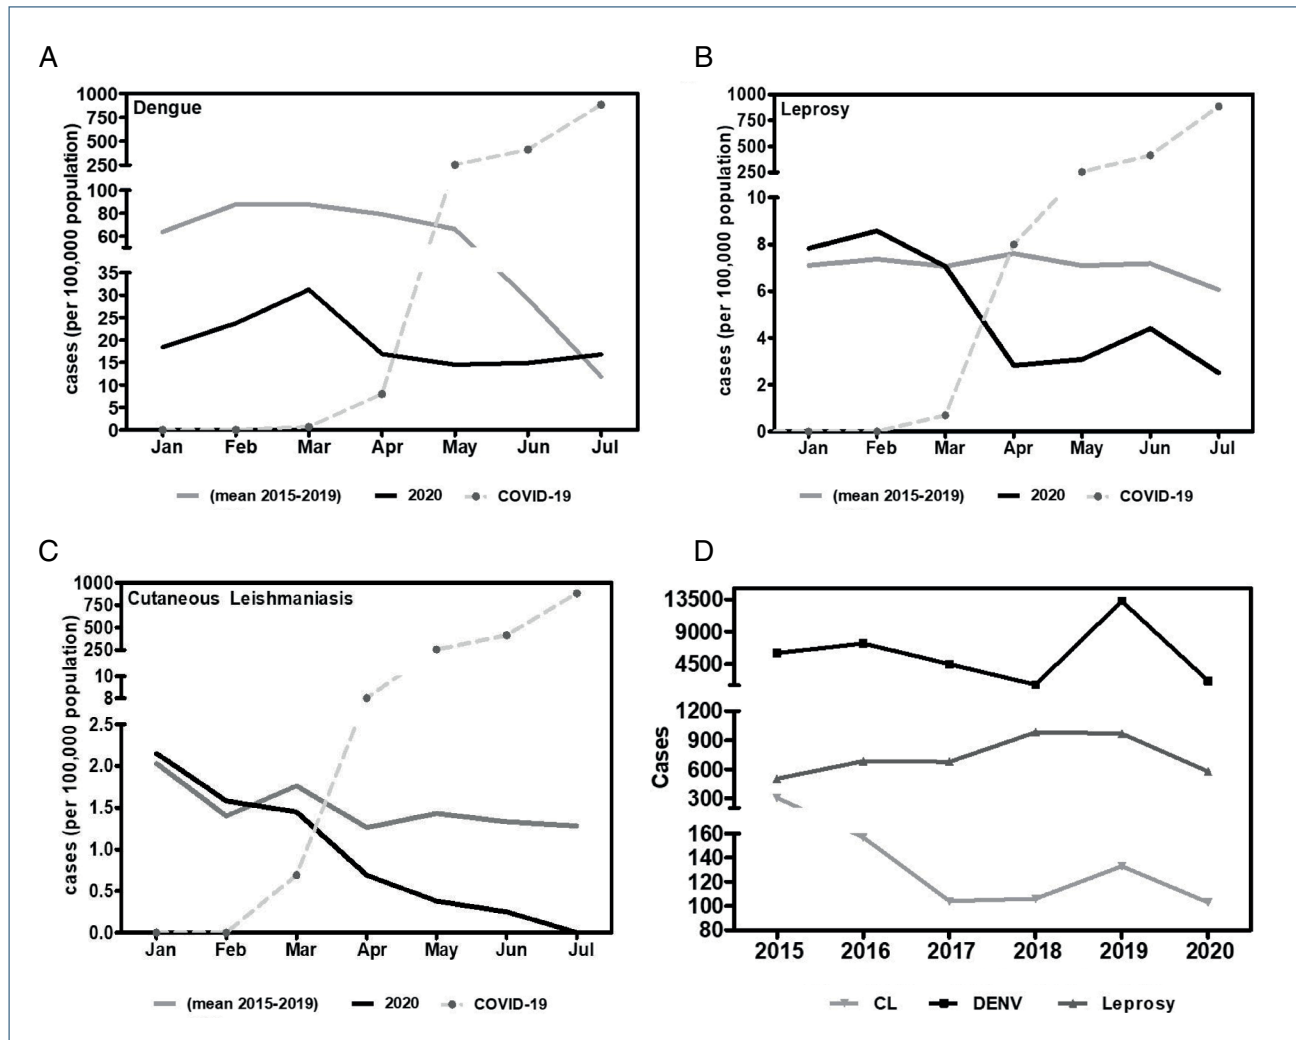 A
Dengue
cases (per 100,000 population)
1000
750
500
250
100
80
60
35
30
25
20
15
10
5
0
Jan Feb Mar Apr May Jun Jul
(mean 2015-2019) 2020 COVID-19
B
Leprosy
cases (per 100,000 population)
1000
750
500
250
10
8
6
4
2
0
Jan Feb Mar Apr May Jun Jul
(mean 2015-2019) 2020 COVID-19
C
Cutaneous Leishmaniasis
cases (per 100,000 population)
1000
750
500
250
10
8
2.5
2.0
1.5
1.0
0.5
0.0
Jan Feb Mar Apr May Jun Jul
(mean 2015-2019) 2020 COVID-19
D
Cases
13500
9000
4500
1200
900
600
300
160
140
120
100
80
2015 2016 2017 2018 2019 2020
CL DENV Leprosy